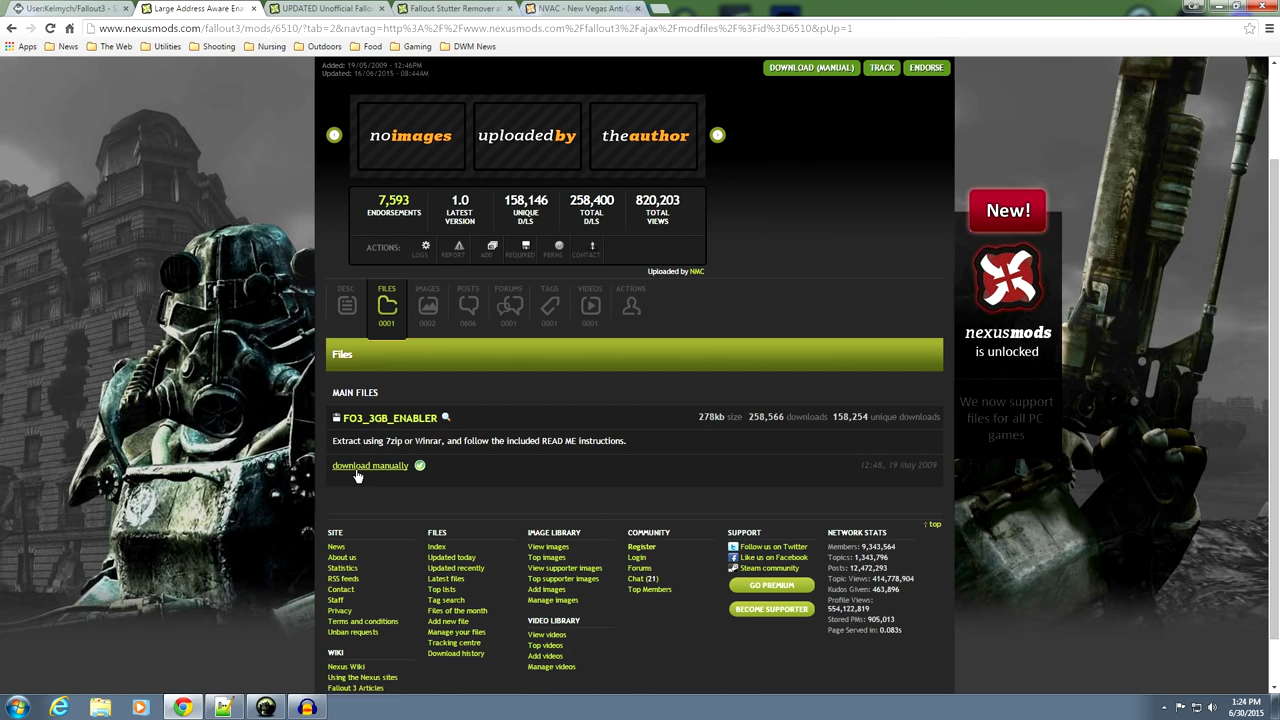 User:Kelmych/Fallout3 - S
Large Address Aware Ena
UPDATED Unofficial Fallo
Fallout Stutter Remover a
NVAC - New Vegas Anti C
Cal
www.nexusmods.com/fallout3/mods/6510/?tab=2&navtag=http%3A%2F%2Fwww.nexusmods.com%2Ffallout3%2Fajax%2Fmodfiles%2F%3Fid%3D6510&pUp=1
Apps News The Web Utilities Shooting Nursing Outdoors Food Gaming DWM News
Added: 19/05/2009 - 12:46PM
Updated: 16/06/2015 - 08:44AM
DOWNLOAD (MANUAL) TRACK ENDORSE
noimages uploadedby theauthor
7,593 1.0 158,146 258,400 820,203
ENDORSEMENTS LATEST VERSION UNIQUE D/LS TOTAL D/LS TOTAL VIEWS
ACTIONS: LOGS REPORT ADD REQUIRED PERMS CONTACT
Uploaded by NMC
DESC FILES IMAGES POSTS FORUMS TAGS VIDEOS ACTIONS
0001 0002 0606 0001 0001 0001
Files
MAIN FILES
FO3_3GB_ENABLER 278kb size 258,566 downloads 158,254 unique downloads
Extract using 7zip or Winrar, and follow the included READ ME instructions.
download manually 12:48, 19 May 2009
New!
nexusmods
is unlocked
We now support
files for all PC
games
top
SITE
News
About us
Statistics
RSS feeds
Contact
Staff
Privacy
Terms and conditions
Unban requests
WIKI
Nexus Wiki
Using the Nexus sites
Fallout 3 Articles
FILES
Index
Updated today
Updated recently
Latest files
Top lists
Tag search
Files of the month
Add new file
Manage your files
Tracking centre
Download history
IMAGE LIBRARY
View images
Top images
View supporter images
Top supporter images
Add images
Manage images
VIDEO LIBRARY
View videos
Top videos
Add videos
Manage videos
COMMUNITY
Register
Login
Forums
Chat (21)
Top Members
SUPPORT
Follow us on Twitter
Like us on Facebook
Steam community
GO PREMIUM
BECOME SUPPORTER
NETWORK STATS
Members: 9,343,564
Topics: 1,343,796
Posts: 12,472,293
Topic Views: 414,778,904
Kudos Given: 463,896
Profile Views:
554,122,819
Stored PMs: 905,013
Page Served in: 0.083s
1:24 PM
6/30/2015